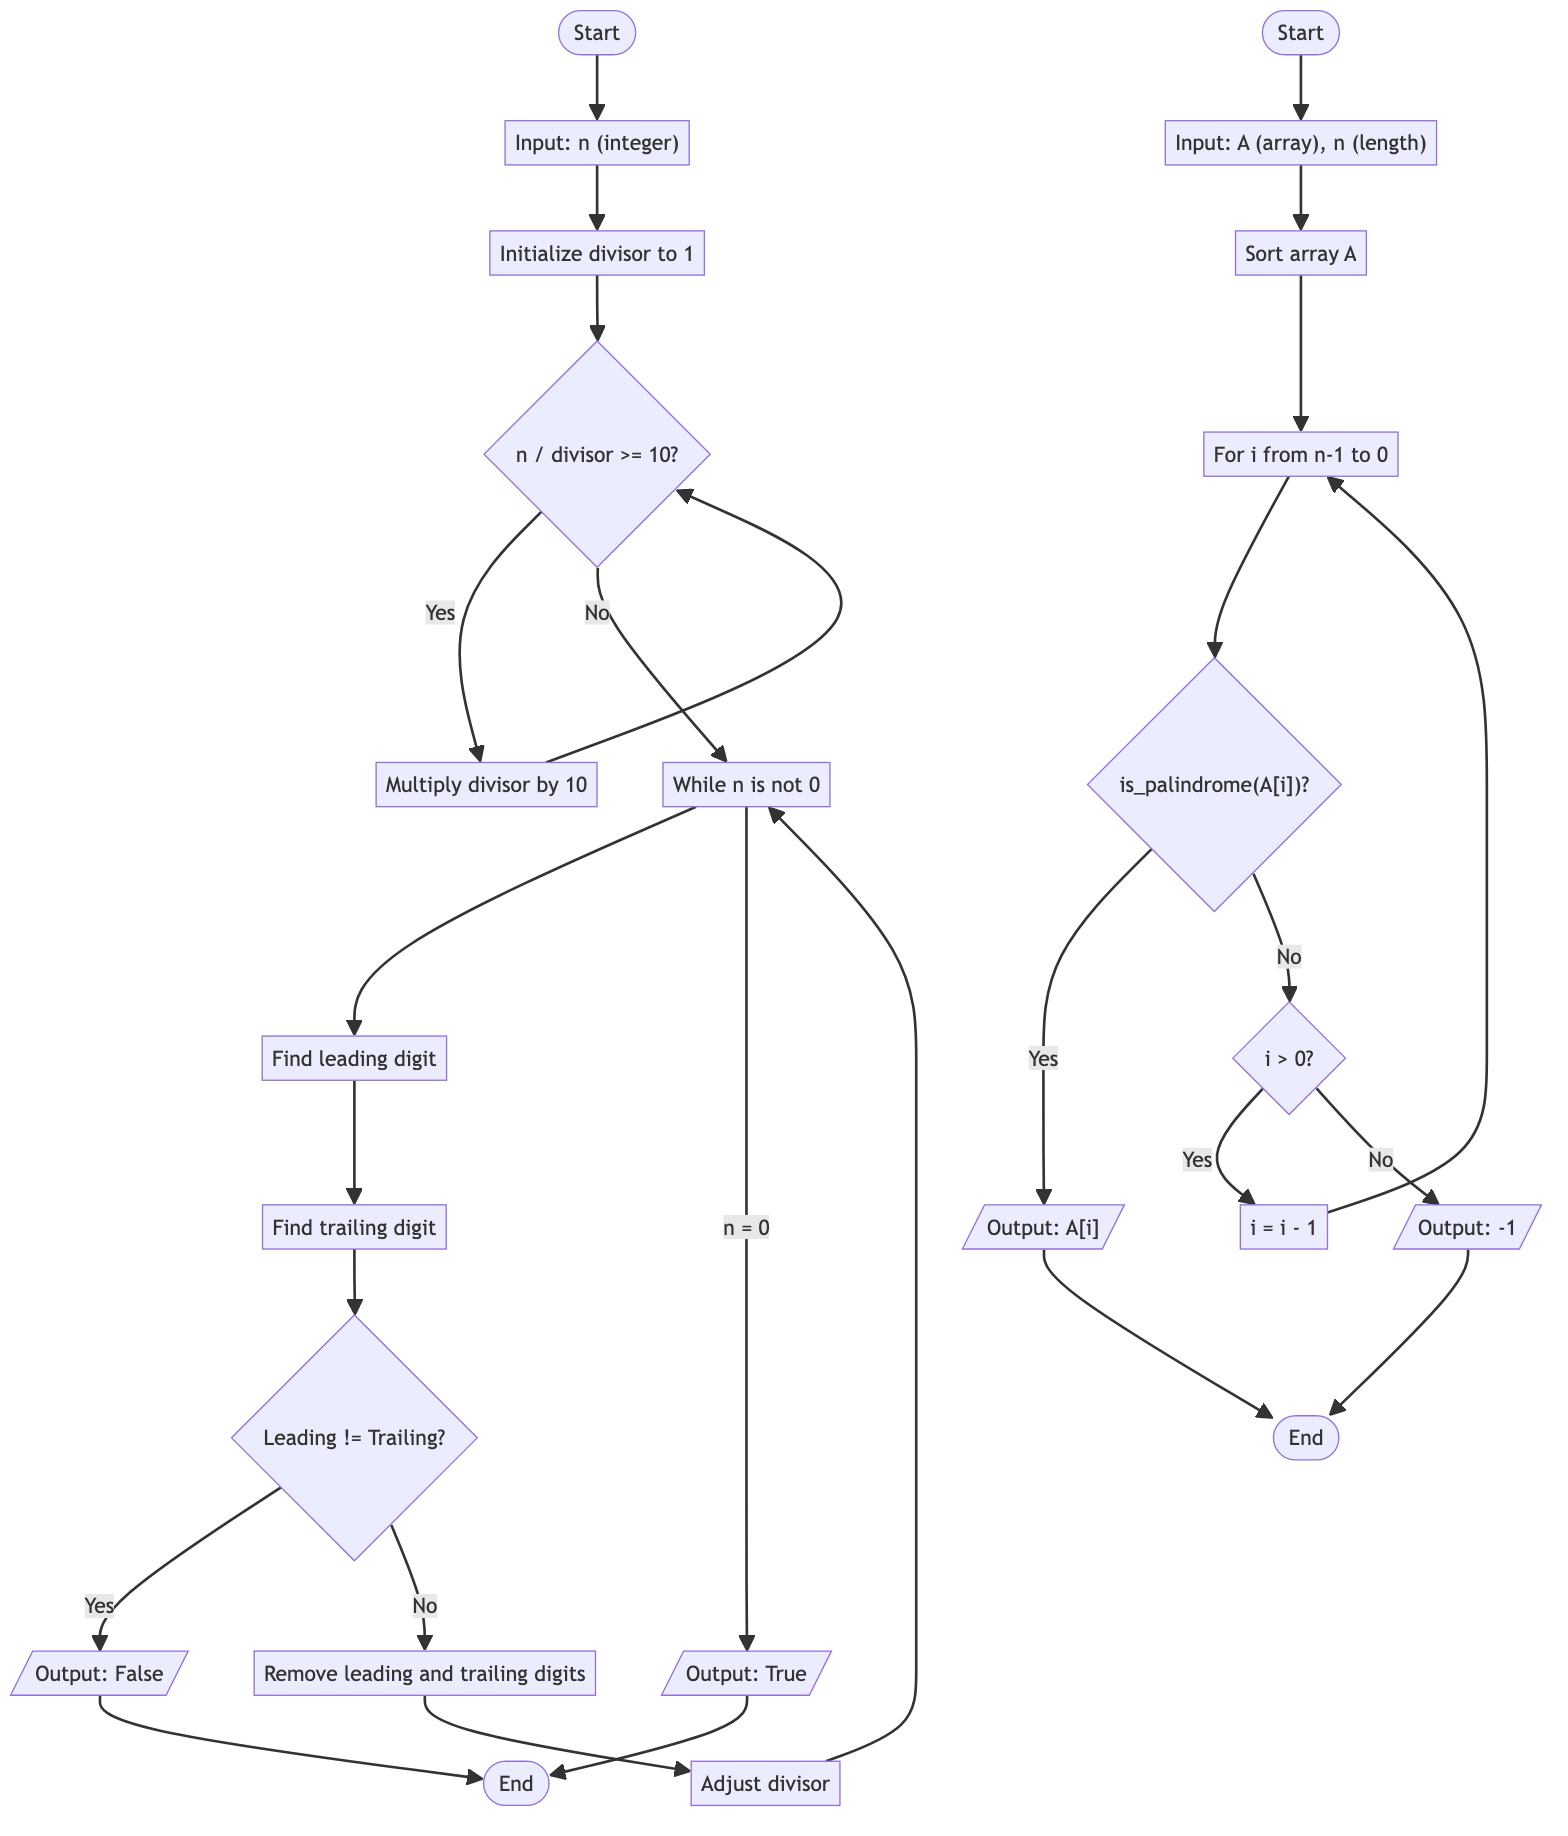 Start
Input: n (integer)
Initialize divisor to 1
n / divisor >= 10?
Yes
No
Multiply divisor by 10
While n is not 0
Find leading digit
Find trailing digit
n = 0
Leading != Trailing?
Yes
No
Output: False
Remove leading and trailing digits
Output: True
End
Adjust divisor
Start
Input: A (array), n (length)
Sort array A
For i from n-1 to 0
is_palindrome(A[i])?
No
Yes
i > 0?
Yes
No
Output: A[i]
i = i - 1
Output: -1
End